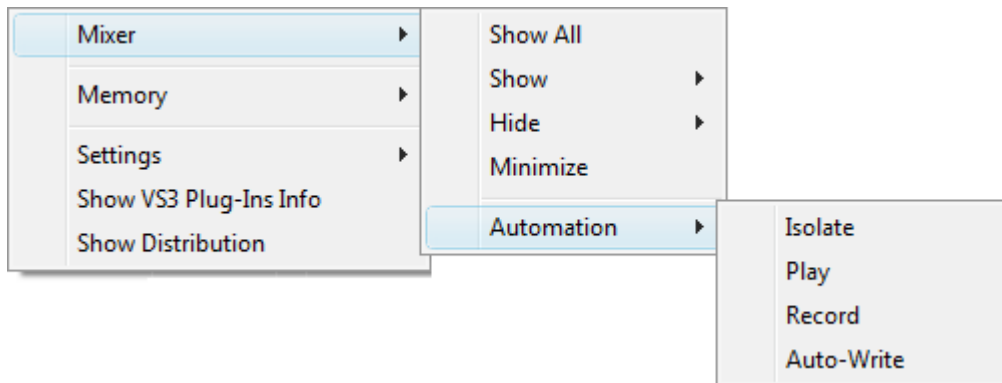 Mixer
Memory
Settings
Show VS3 Plug-Ins Info
Show Distribution
Show All
Show
Hide
Minimize
Automation
Isolate
Play
Record
Auto-Write